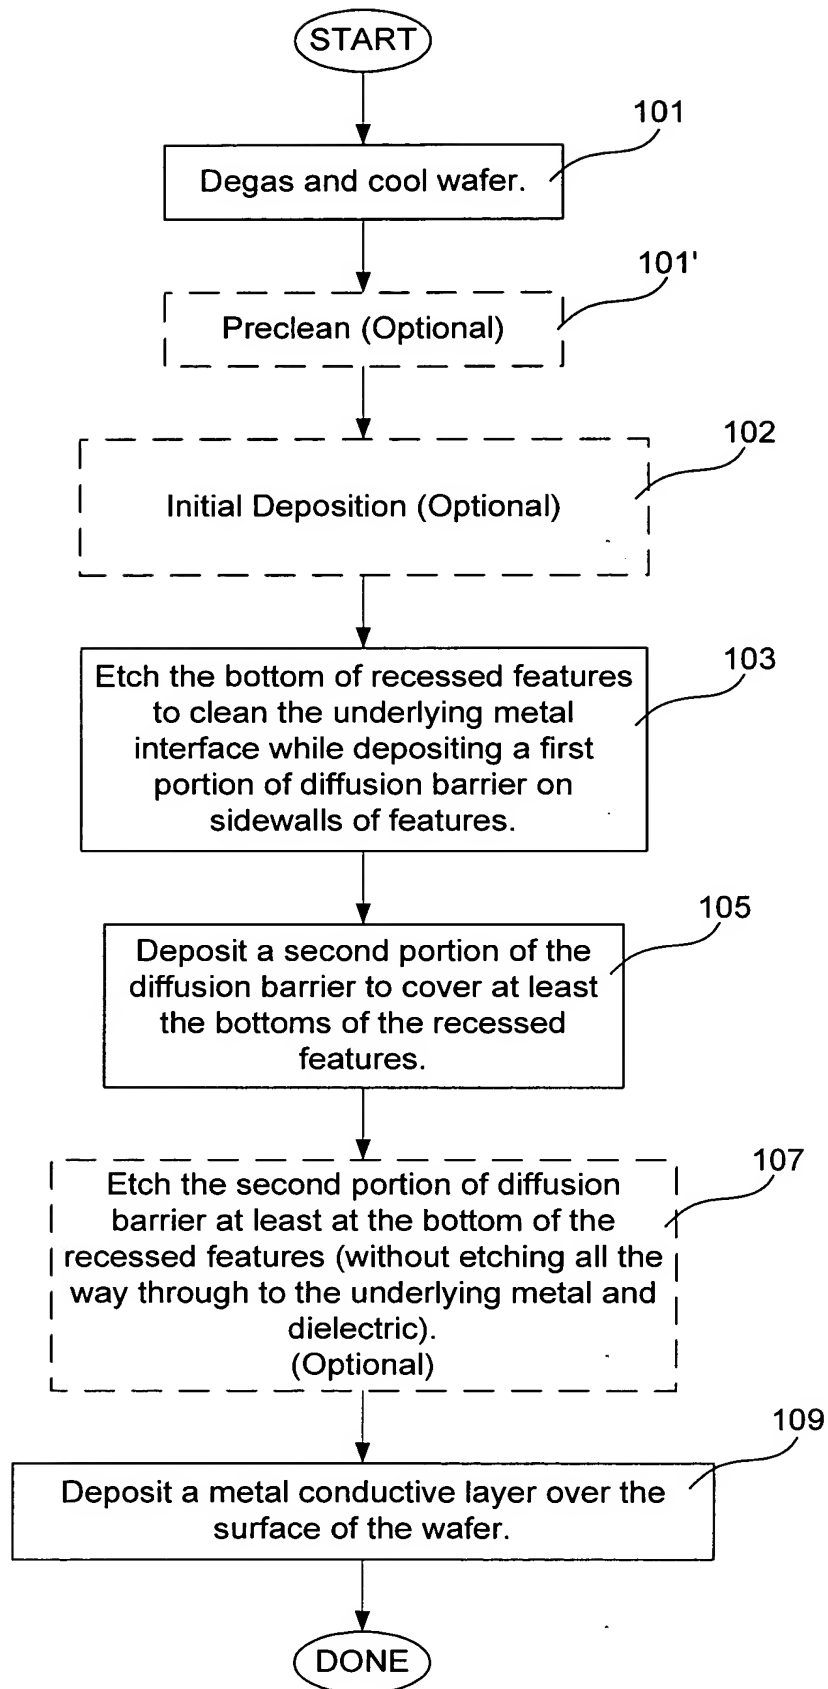 START
101
Degas and cool wafer.
101'
Preclean (Optional)
102
Initial Deposition (Optional)
103
Etch the bottom of recessed features
to clean the underlying metal
interface while depositing a first
portion of diffusion barrier on
sidewalls of features.
105
Deposit a second portion of the
diffusion barrier to cover at least
the bottoms of the recessed
features.
107
Etch the second portion of diffusion
barrier at least at the bottom of the
recessed features (without etching all the
way through to the underlying metal and
dielectric).
(Optional)
109
Deposit a metal conductive layer over the
surface of the wafer.
DONE